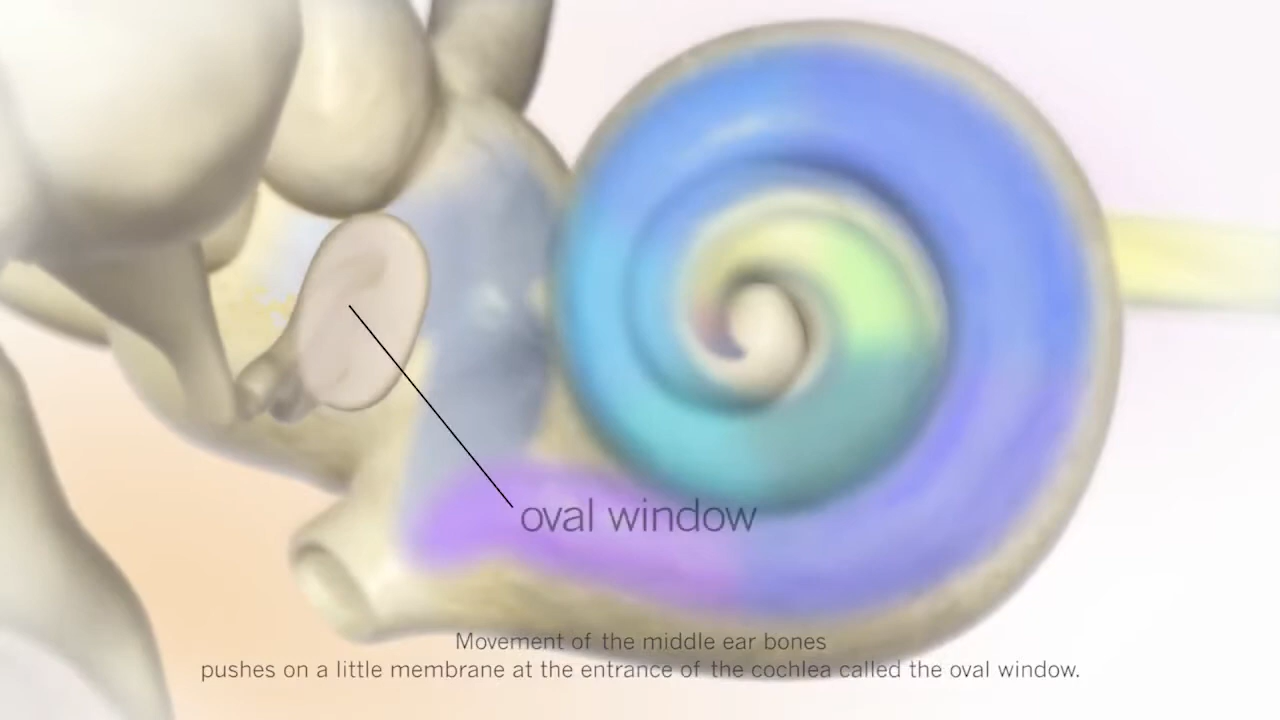 oval window
Movement of the middle ear bones
pushes on a little membrane at the entrance of the cochlea called the oval window.